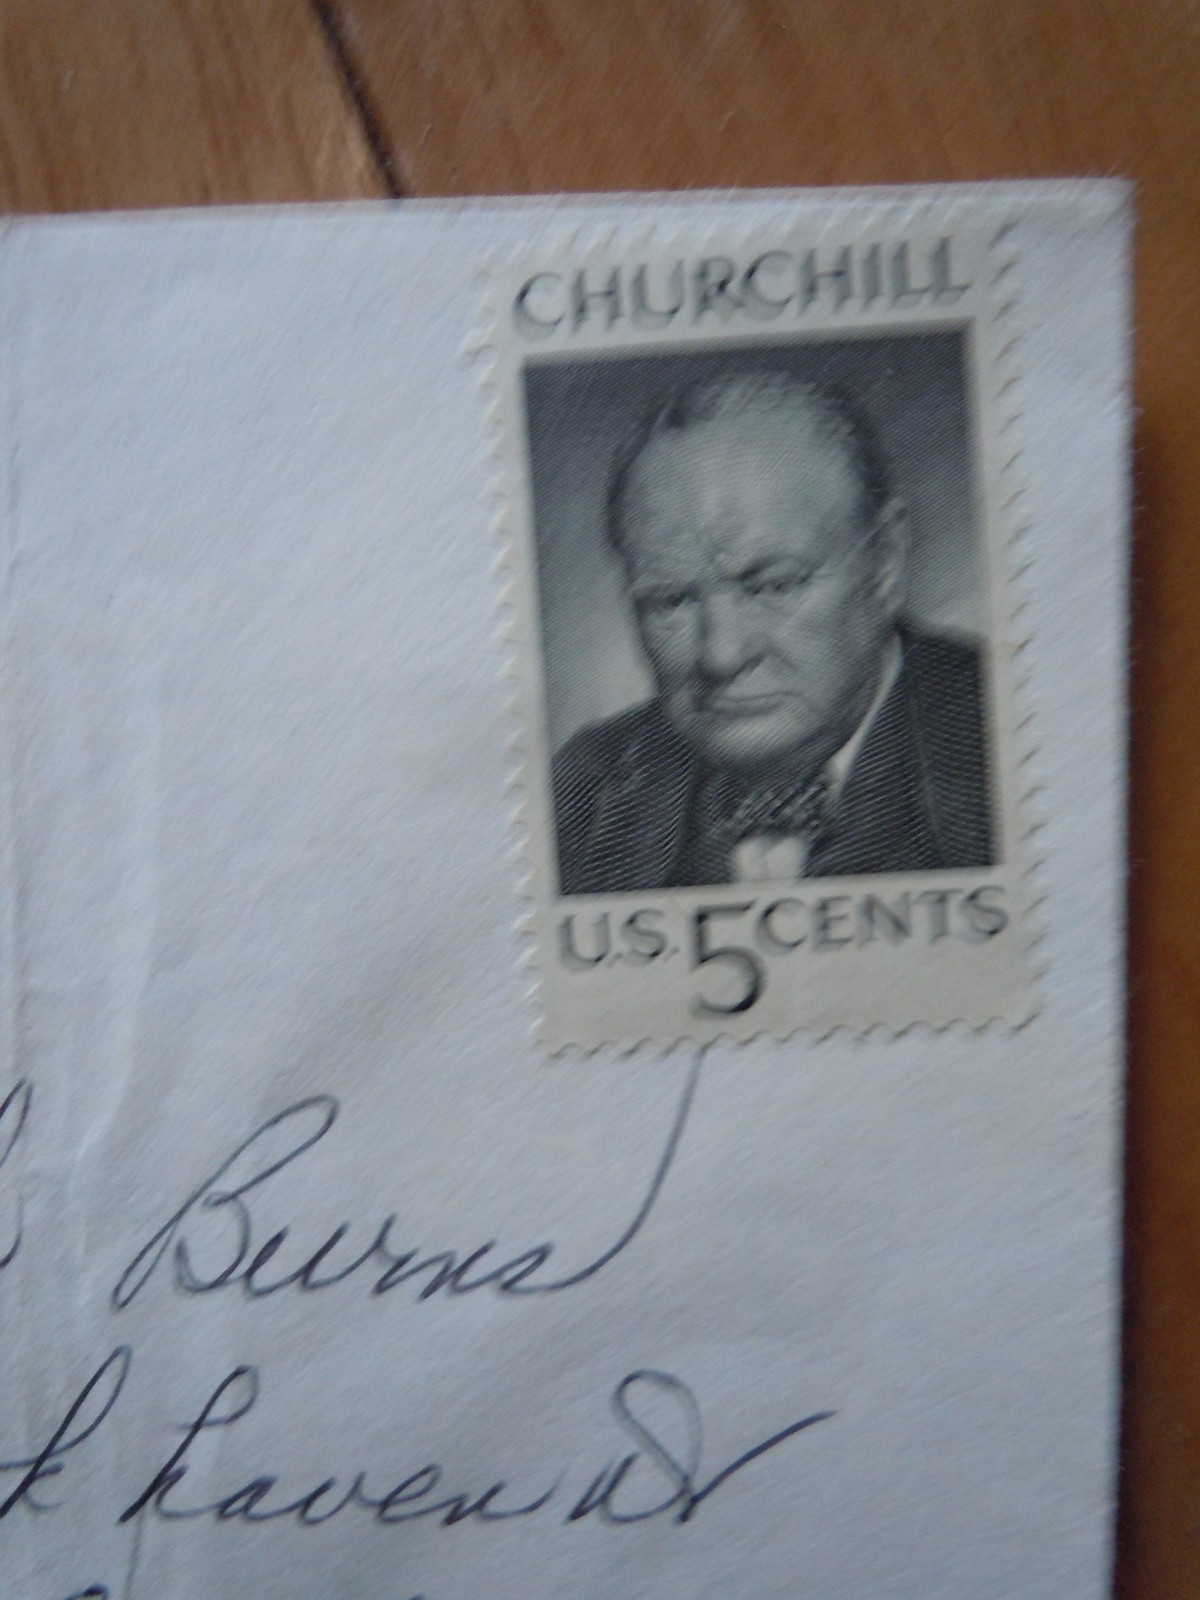 CHURCHILL
U.S. 5 CENTS
Burns
k haven Dr